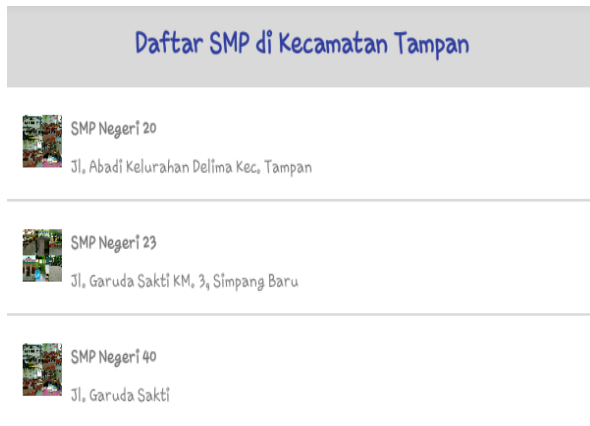 Daftar SMP di Kecamatan Tampan
SMP Negeri 20
Jl. Abadi Kelurahan Delima Kec. Tampan
SMP Negeri 23
Jl. Garuda Sakti KM. 3, Simpang Baru
SMP Negeri 40
Jl. Garuda Sakti